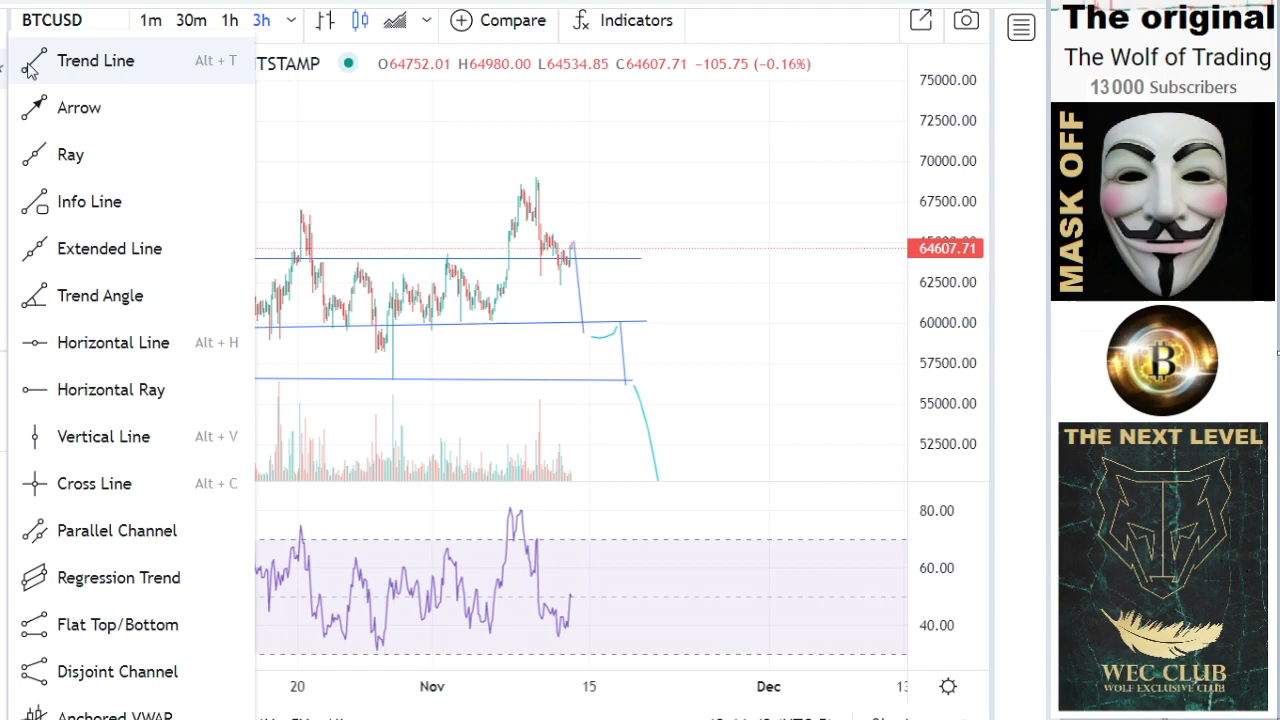 BTCUSD 1m 30m 1h 3h Compare Indicators
Trend Line Alt + T
Arrow
Ray
Info Line
Extended Line
Trend Angle
Horizontal Line Alt + H
Horizontal Ray
Vertical Line Alt + V
Cross Line Alt + C
Parallel Channel
Regression Trend
Flat Top/Bottom
Disjoint Channel
Anchored VWAP
TSTAMP O64752.01 H64980.00 L64534.85 C64607.71 −105.75 (−0.16%)
75000.00
72500.00
70000.00
67500.00
64607.71
62500.00
60000.00
57500.00
55000.00
52500.00
80.00
60.00
40.00
20 Nov 15 Dec
The original
The Wolf of Trading
13000 Subscribers
MASK OFF
B
THE NEXT LEVEL
WEC CLUB
WOLF EXCLUSIVE CLUB